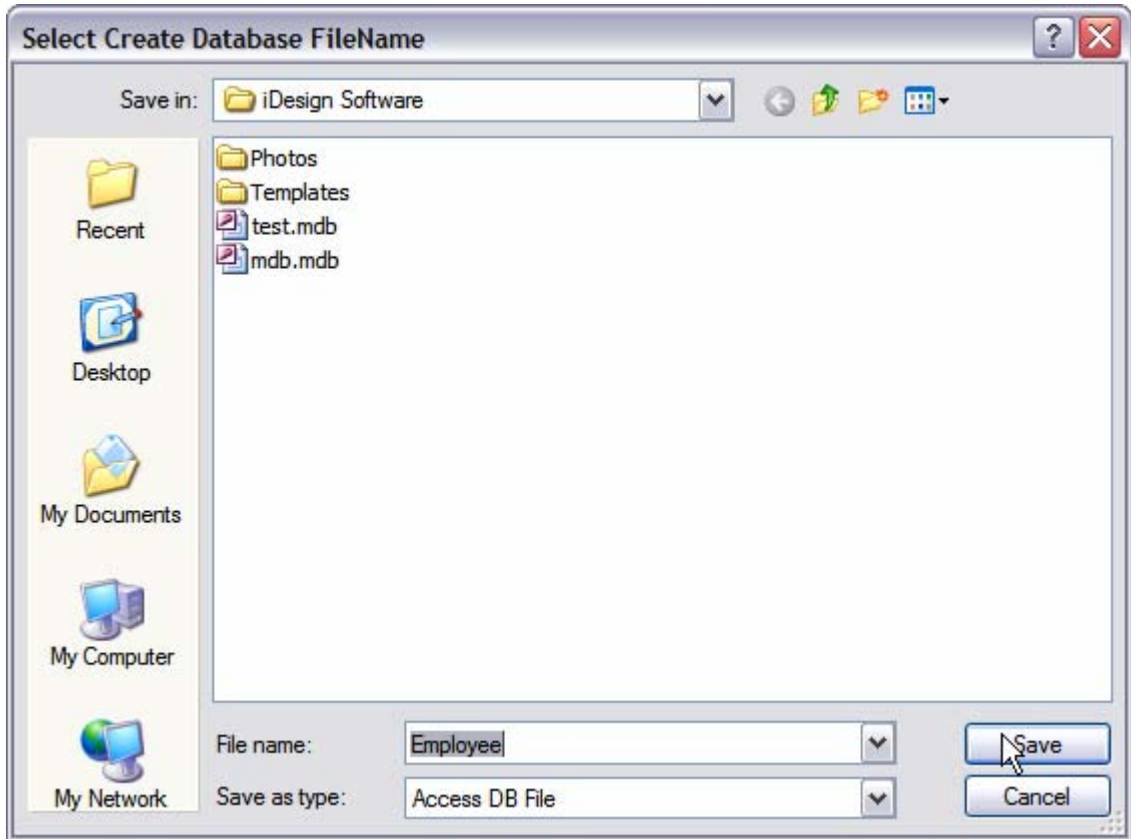 Select Create Database FileName
Save in:
iDesign Software
Recent
Desktop
My Documents
My Computer
My Network
Photos
Templates
test.mdb
mdb.mdb
File name:
Employee
Save
Save as type:
Access DB File
Cancel